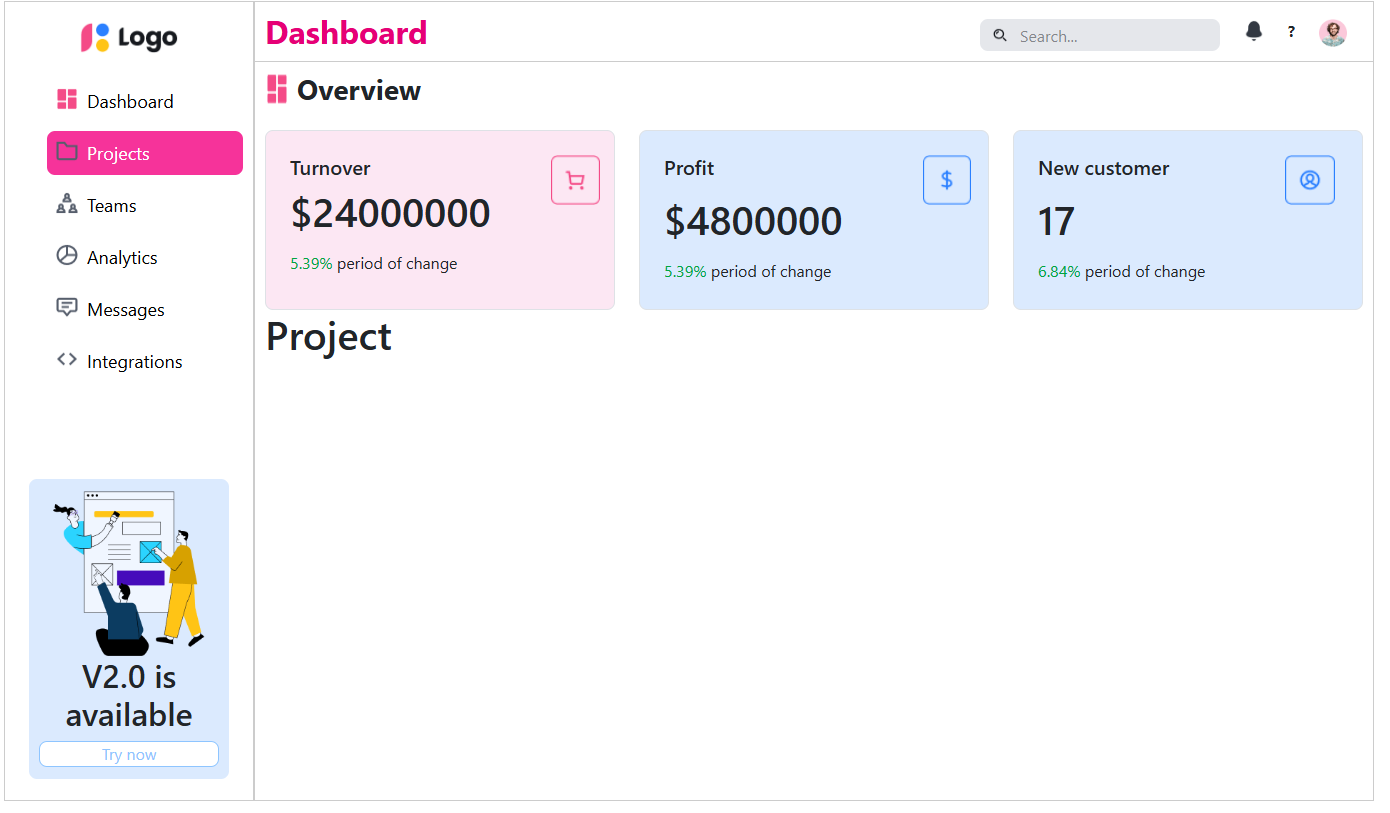 Logo
Dashboard
Projects
Teams
Analytics
Messages
Integrations
V2.0 is
available
Try now
Dashboard
Search...
?
Overview
Turnover
$24000000
5.39% period of change
Profit
$4800000
5.39% period of change
New customer
17
6.84% period of change
Project